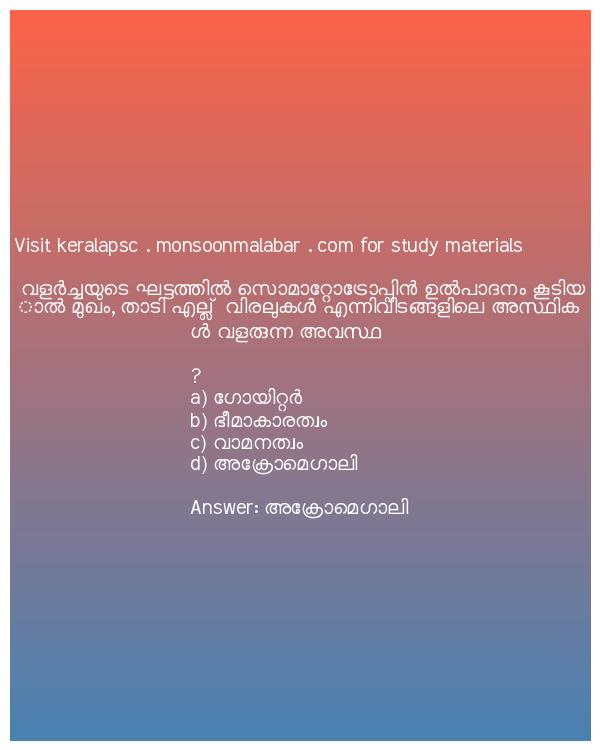 Visit keralapsc . monsoonmalabar . com for study materials
വളർച്ചയുടെ ഘട്ടത്തിൽ സൊമാറ്റോട്രോപ്പിൻ ഉൽപാദനം കൂടിയ
ാൽ മുഖം, താടി എല്ല്  വിരലുകൾ എന്നിവീടങ്ങളിലെ അസ്ഥിക
ൾ വളരുന്ന അവസ്ഥ
?
a) ഗോയിറ്റർ
b) ഭീമാകാരത്വം
c) വാമനത്വം
d) അക്രോമെഗാലി
Answer: അക്രോമെഗാലി